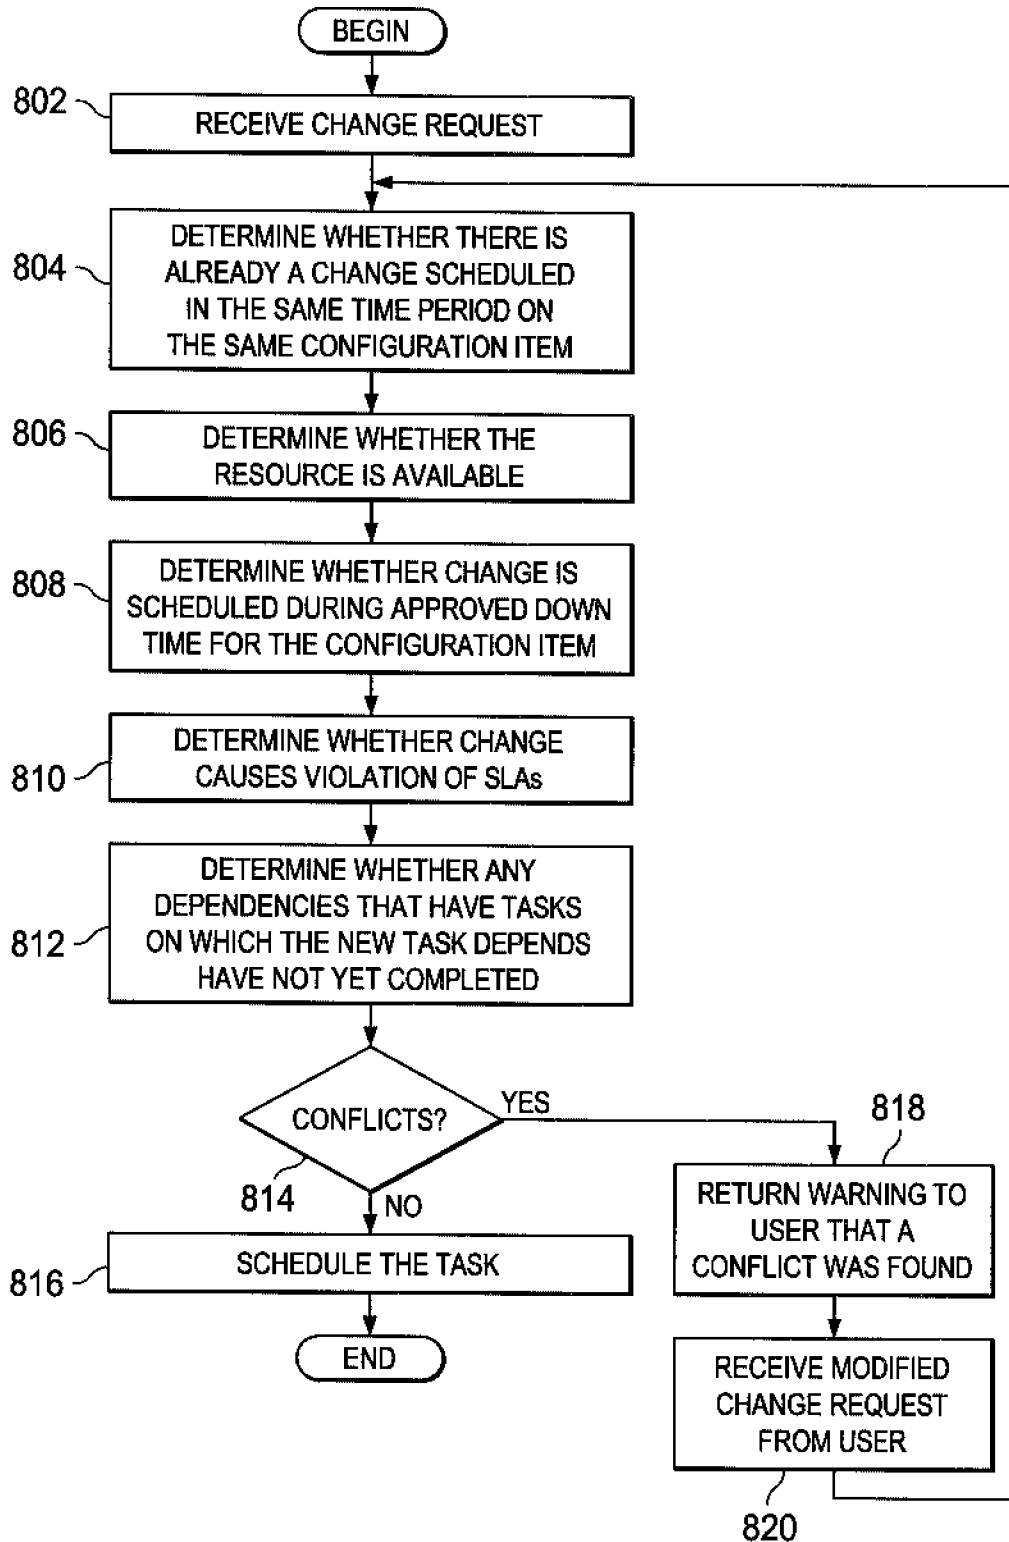 BEGIN
802
RECEIVE CHANGE REQUEST
804
DETERMINE WHETHER THERE IS
ALREADY A CHANGE SCHEDULED
IN THE SAME TIME PERIOD ON
THE SAME CONFIGURATION ITEM
806
DETERMINE WHETHER THE
RESOURCE IS AVAILABLE
808
DETERMINE WHETHER CHANGE IS
SCHEDULED DURING APPROVED DOWN
TIME FOR THE CONFIGURATION ITEM
810
DETERMINE WHETHER CHANGE
CAUSES VIOLATION OF SLAs
812
DETERMINE WHETHER ANY
DEPENDENCIES THAT HAVE TASKS
ON WHICH THE NEW TASK DEPENDS
HAVE NOT YET COMPLETED
CONFLICTS?
814
YES
NO
816
SCHEDULE THE TASK
END
818
RETURN WARNING TO
USER THAT A
CONFLICT WAS FOUND
RECEIVE MODIFIED
CHANGE REQUEST
FROM USER
820